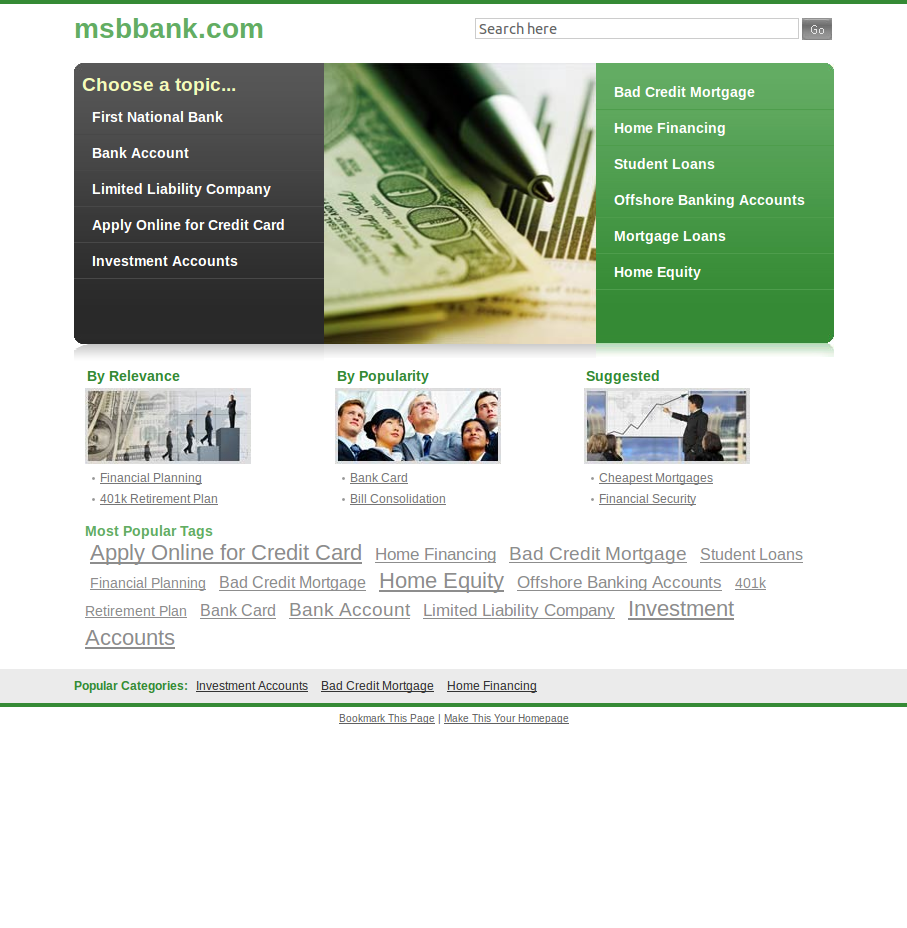 msbbank.com
Search here
Go
Choose a topic...
First National Bank
Bank Account
Limited Liability Company
Apply Online for Credit Card
Investment Accounts
100
Bad Credit Mortgage
Home Financing
Student Loans
Offshore Banking Accounts
Mortgage Loans
Home Equity
By Relevance
Financial Planning
401k Retirement Plan
By Popularity
Bank Card
Bill Consolidation
Suggested
Cheapest Mortgages
Financial Security
Most Popular Tags
Apply Online for Credit Card Home Financing Bad Credit Mortgage Student Loans
Financial Planning Bad Credit Mortgage Home Equity Offshore Banking Accounts 401k
Retirement Plan Bank Card Bank Account Limited Liability Company Investment
Accounts
Popular Categories: Investment Accounts Bad Credit Mortgage Home Financing
Bookmark This Page | Make This Your Homepage